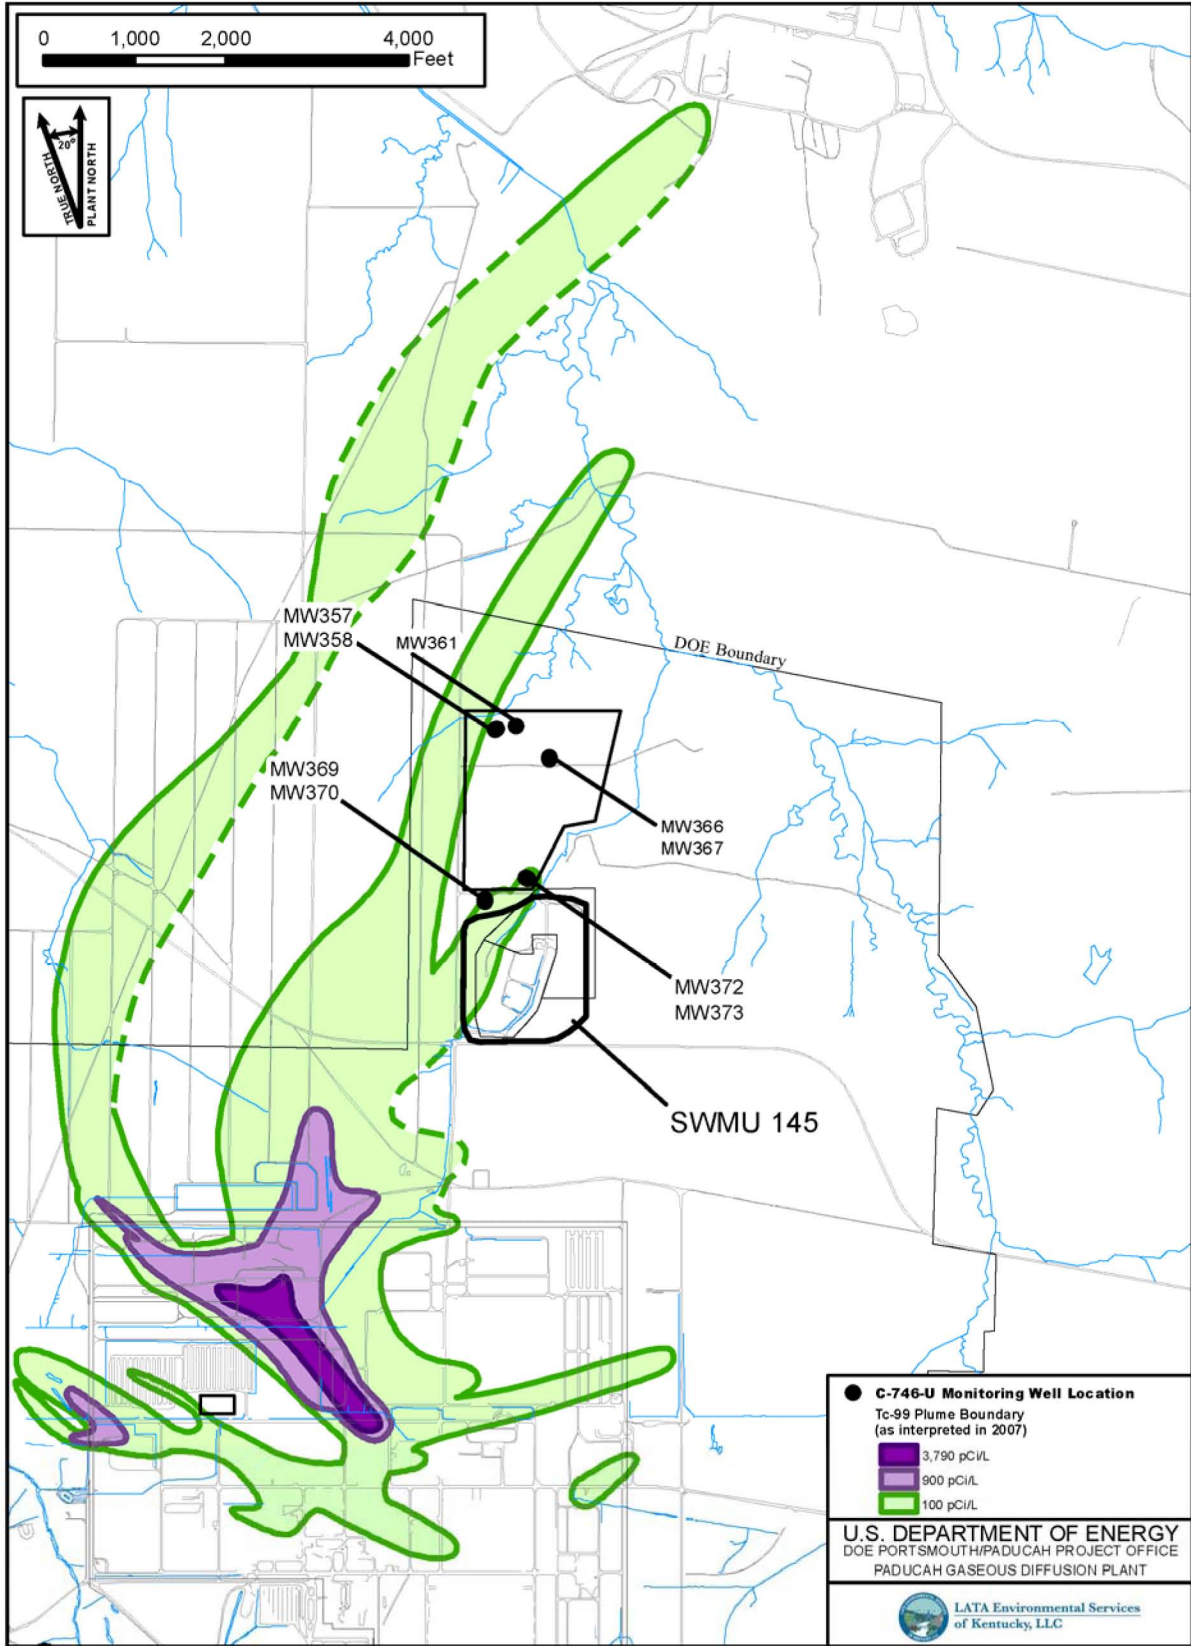 0 1,000 2,000 4,000
Feet
20°
TRUE NORTH
PLANT NORTH
MW357
MW358
MW361
DOE Boundary
MW369
MW370
MW366
MW367
MW372
MW373
SWMU 145
C-746-U Monitoring Well Location
Tc-99 Plume Boundary
(as interpreted in 2007)
3,790 pCi/L
900 pCi/L
100 pCi/L
U.S. DEPARTMENT OF ENERGY
DOE PORTSMOUTH/PADUCAH PROJECT OFFICE
PADUCAH GASEOUS DIFFUSION PLANT
LATA Environmental Services
of Kentucky, LLC